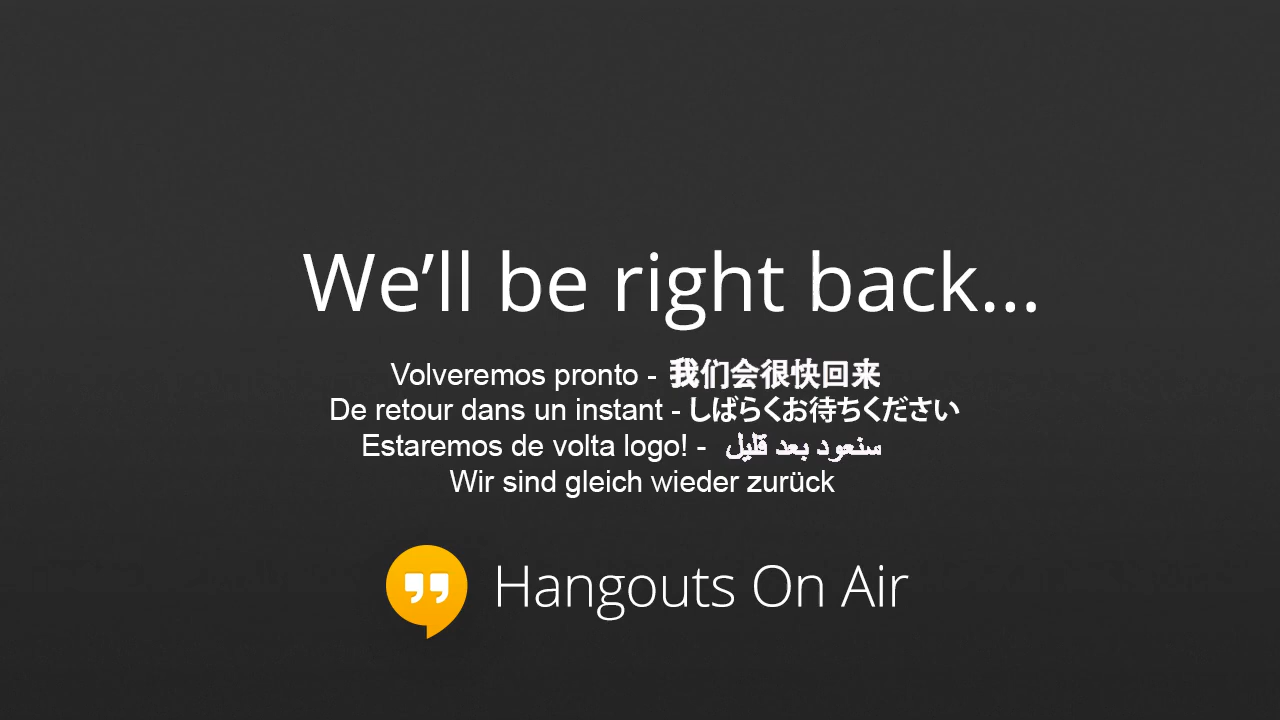 We’ll be right back...
Volveremos pronto - 我们会很快回来
De retour dans un instant - しばらくお待ちください
Estaremos de volta logo! - سنعود بعد قليل
Wir sind gleich wieder zurück
Hangouts On Air